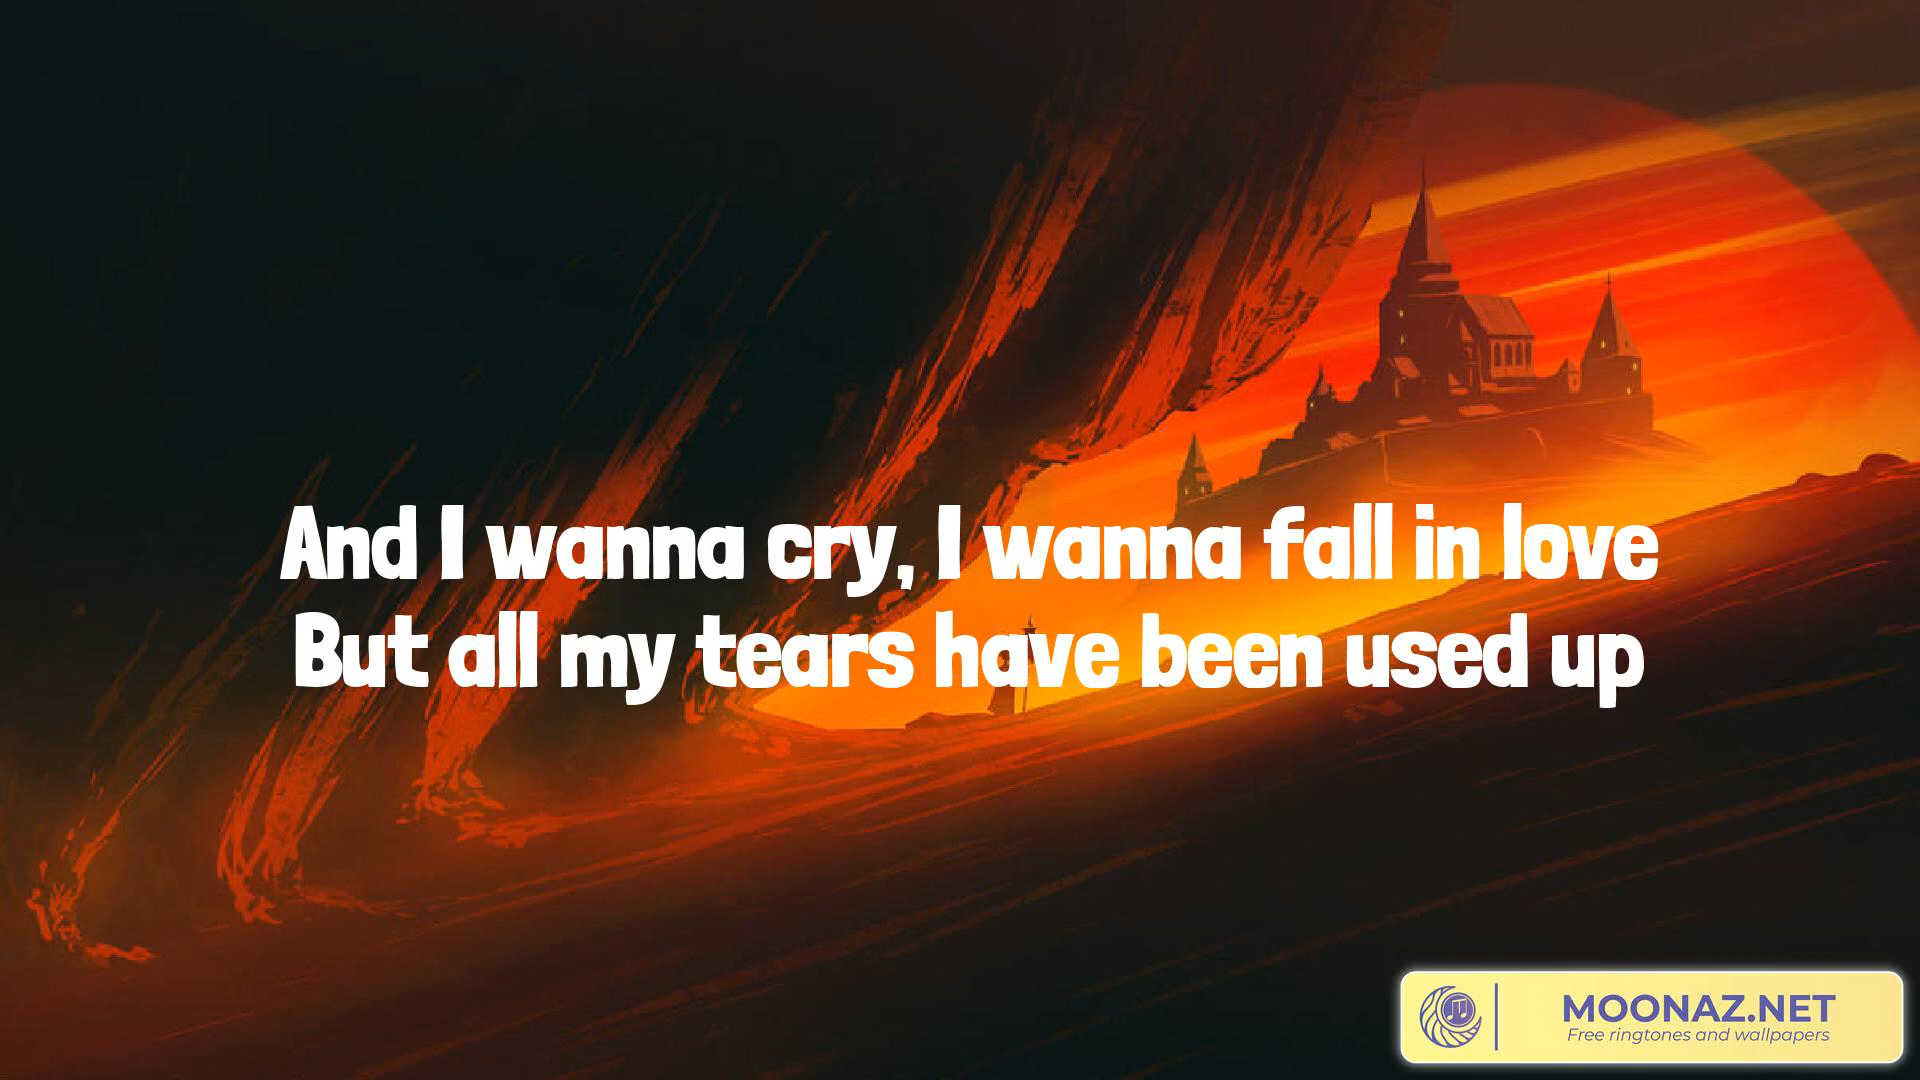 And I wanna cry, I wanna fall in love
But all my tears have been used up
MOONAZ.NET
Free ringtones and wallpapers